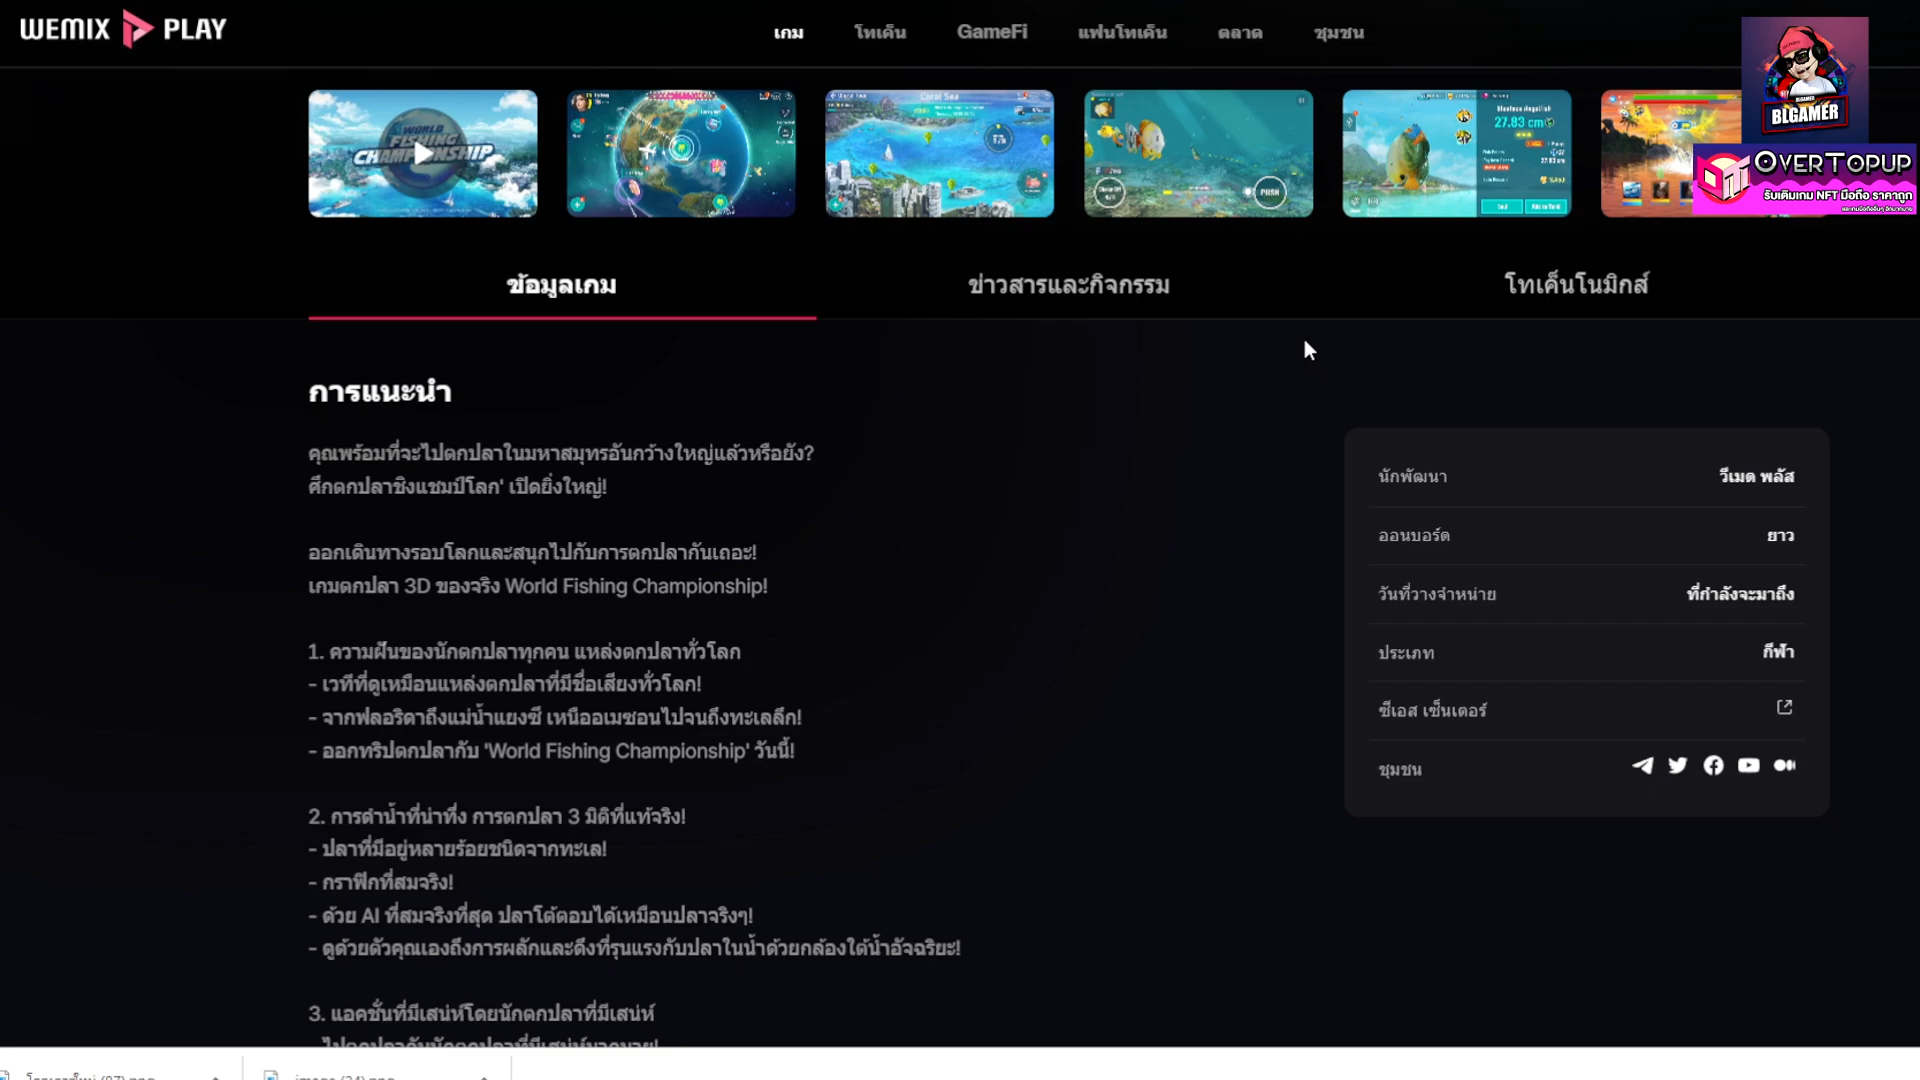 WEMIX PLAY
เกม
โทเค็น
GameFi
แฟนโทเค็น
ตลาด
ชุมชน
BLGAMER
OVERTOPUP
รับเติมเกม NFT มือถือ ราคาถูก
WORLD FISHING CHAMPIONSHIP
Coral Sea
PUSH
27.83 cm
ข้อมูลเกม
ข่าวสารและกิจกรรม
โทเค็นโนมิกส์
การแนะนำ
คุณพร้อมที่จะไปตกปลาในมหาสมุทรอันกว้างใหญ่แล้วหรือยัง?
ศึกตกปลาชิงแชมป์โลก' เปิดยิ่งใหญ่!
ออกเดินทางรอบโลกและสนุกไปกับการตกปลากันเถอะ!
เกมตกปลา 3D ของจริง World Fishing Championship!
1. ความฝันของนักตกปลาทุกคน แหล่งตกปลาทั่วโลก
- เวทีที่ดูเหมือนแหล่งตกปลาที่มีชื่อเสียงทั่วโลก!
- จากฟลอริดาถึงแม่น้ำแยงซี เหนืออเมซอนไปจนถึงทะเลลึก!
- ออกทริปตกปลากับ 'World Fishing Championship' วันนี้!
2. การดำน้ำที่น่าทึ่ง การตกปลา 3 มิติที่แท้จริง!
- ปลาที่มีอยู่หลายร้อยชนิดจากทะเล!
- กราฟิกที่สมจริง!
- ด้วย AI ที่สมจริงที่สุด ปลาโต้ตอบได้เหมือนปลาจริงๆ!
- ดูด้วยตัวคุณเองถึงการผลักและดึงที่รุนแรงกับปลาในน้ำด้วยกล้องใต้น้ำอัจฉริยะ!
3. แอคชั่นที่มีเสน่ห์โดยนักตกปลาที่มีเสน่ห์
นักพัฒนา
วีเมด พลัส
ออนบอร์ด
ยาว
วันที่วางจำหน่าย
ที่กำลังจะมาถึง
ประเภท
กีฬา
ซีเอส เซ็นเตอร์
ชุมชน